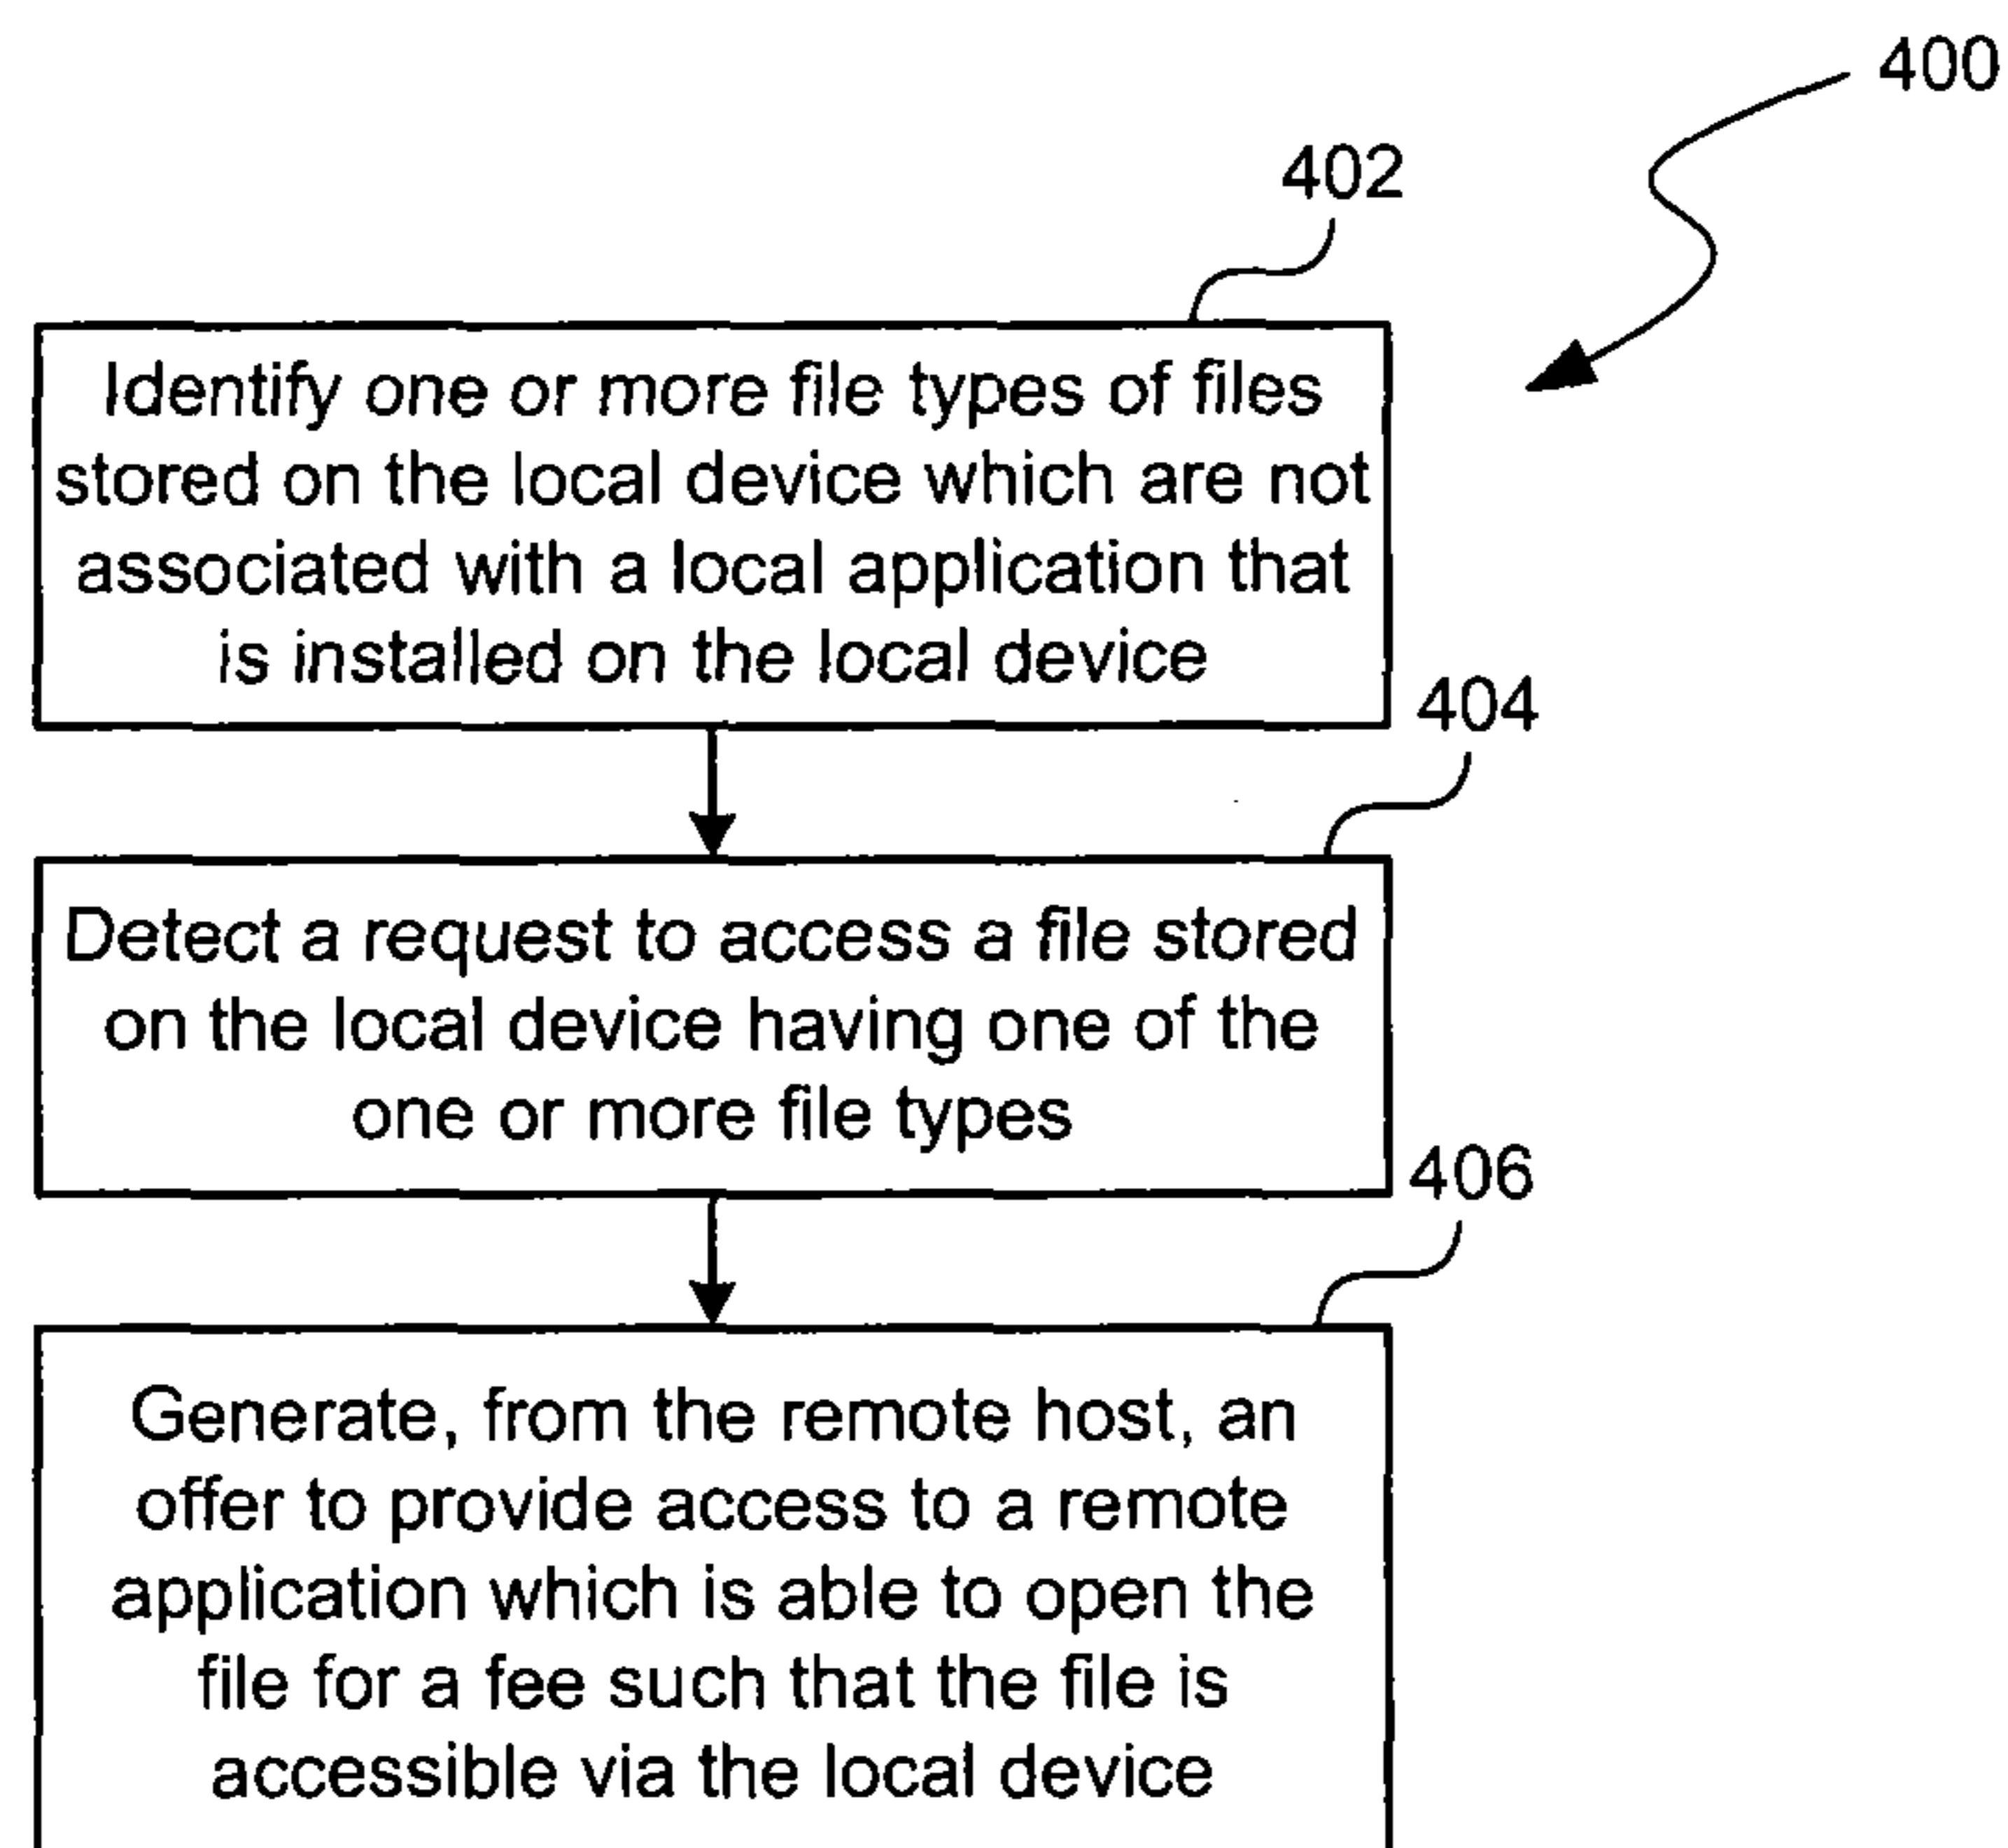 400
402
Identify one or more file types of files
stored on the local device which are not
associated with a local application that
is installed on the local device
404
Detect a request to access a file stored
on the local device having one of the
one or more file types
406
Generate, from the remote host, an
offer to provide access to a remote
application which is able to open the
file for a fee such that the file is
accessible via the local device